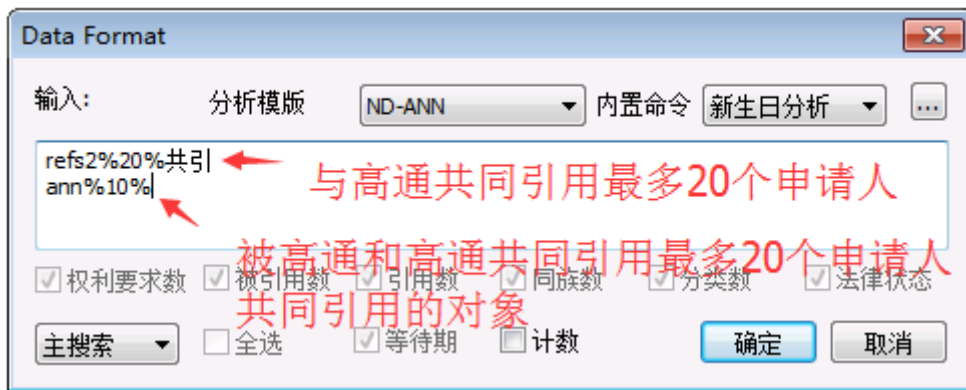 Data Format
输入: 分析模版 ND-ANN 内置命令 新生日分析 ...
refs2%20%共引
与高通共同引用最多20个申请人
ann%10%
被高通和高通共同引用最多20个申请人
共同引用的对象
权利要求数 被引用数 引用数 同族数 分类数 法律状态
主搜索 全选 等待期 计数 确定 取消